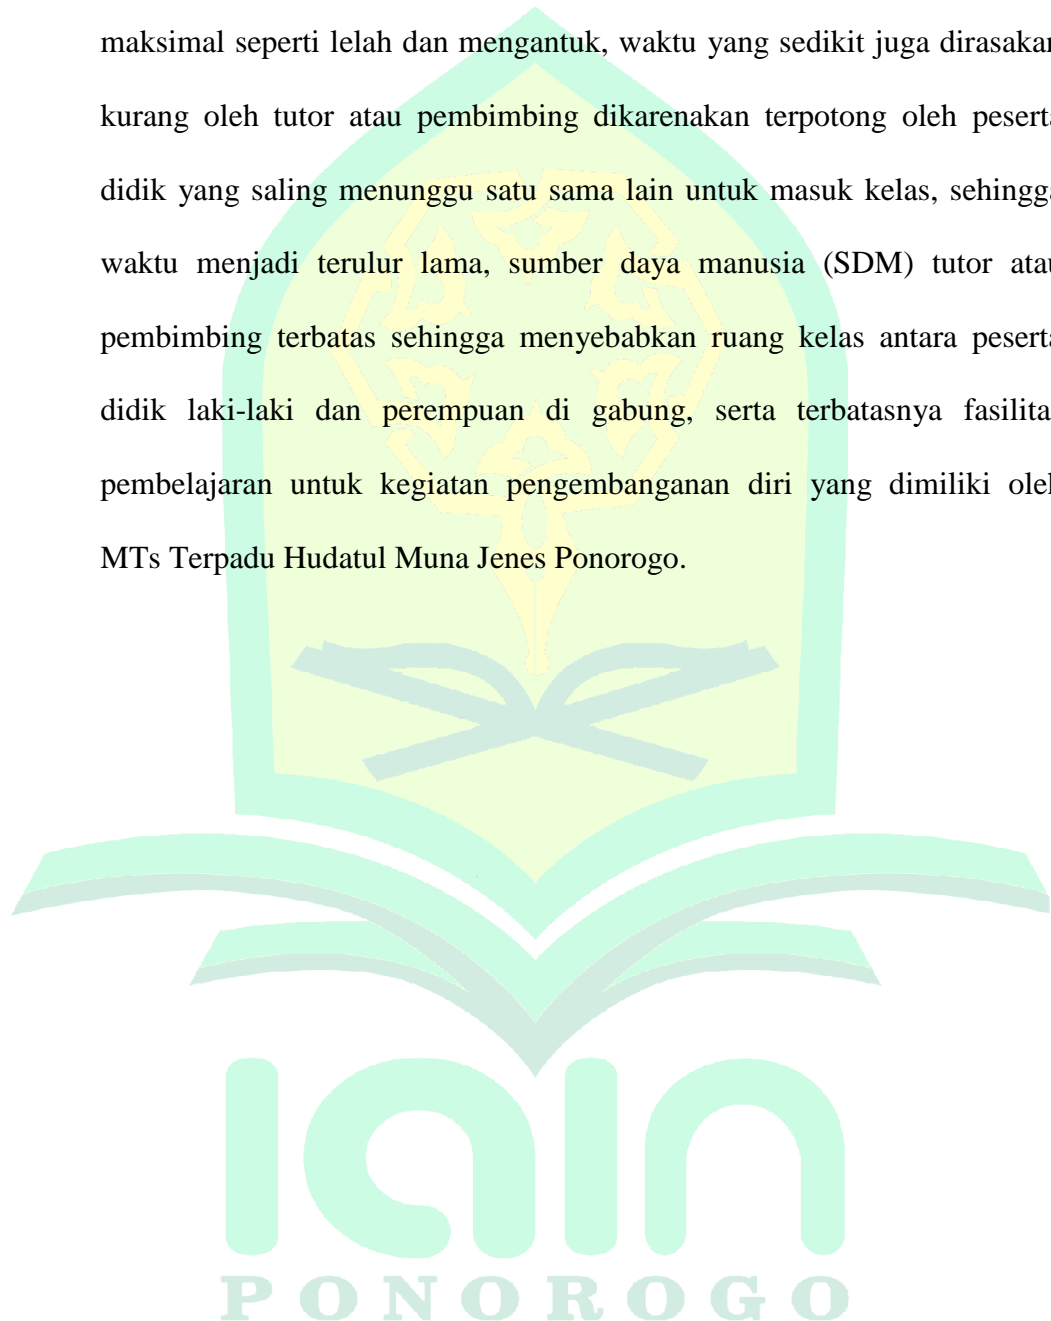 maksimal seperti lelah dan mengantuk, waktu yang sedikit juga dirasakan
kurang oleh tutor atau pembimbing dikarenakan terpotong oleh peserta
didik yang saling menunggu satu sama lain untuk masuk kelas, sehingga
waktu menjadi terulur lama, sumber daya manusia (SDM) tutor atau
pembimbing terbatas sehingga menyebabkan ruang kelas antara peserta
didik laki-laki dan perempuan di gabung, serta terbatasnya fasilita
pembelajaran untuk kegiatan pengembanganan diri yang dimiliki oleh
MTs Terpadu Hudatul Muna Jenes Ponorogo.
iain
PONOROGO